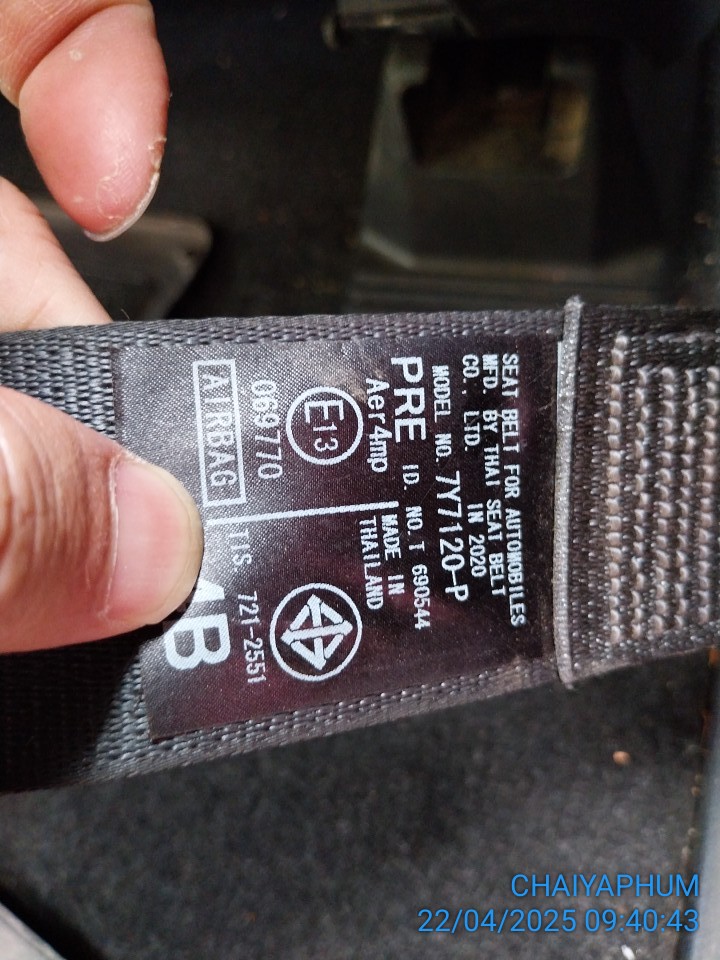 SEAT BELT FOR AUTOMOBILES
MFD. BY THAI SEAT BELT
CO., LTD. IN 2020
MODEL NO. 7Y7120-P
PRE ID. NO. T 690544
Aer4mp
E13
069770
AIRBAG
MADE IN
THAILAND
TIS 721-2551
CHAIYAPHUM
22/04/2025 09:40:43